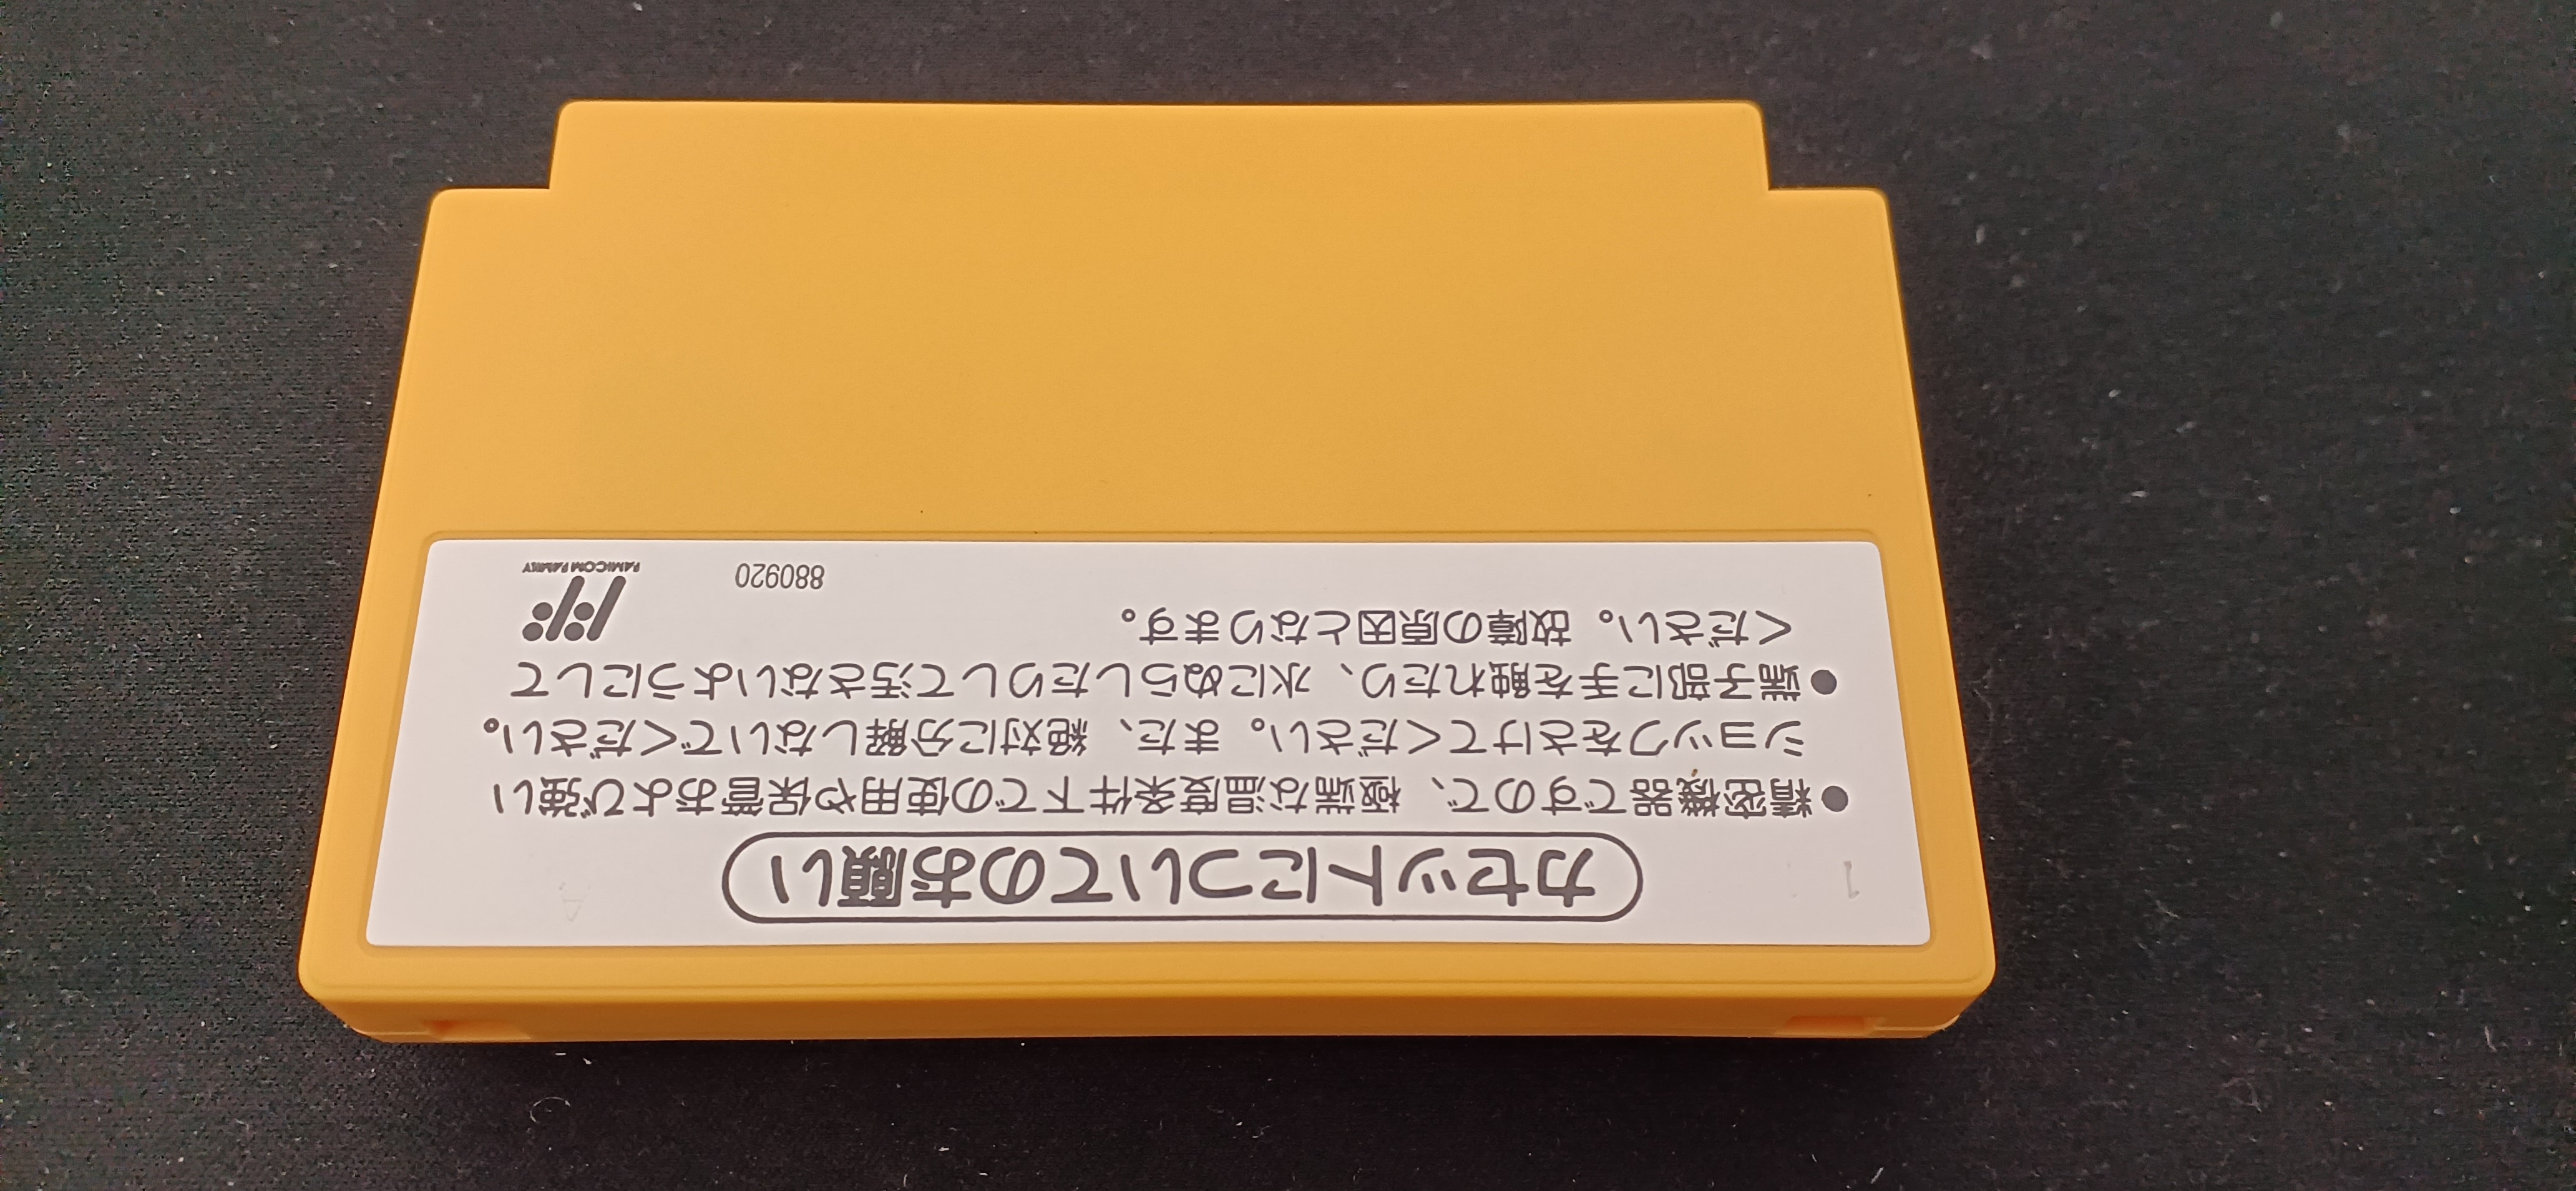 カセットについてのお願い
●精密機器ですので、極端な温度条件下での使用や保管および強い
ショックをさけてください。また、絶対に分解しないでください。
●端子部に手を触れたり、水にぬらしたりして汚さないようにして
ください。故障の原因となります。
880920
FAMICOM FAMILY
1
A